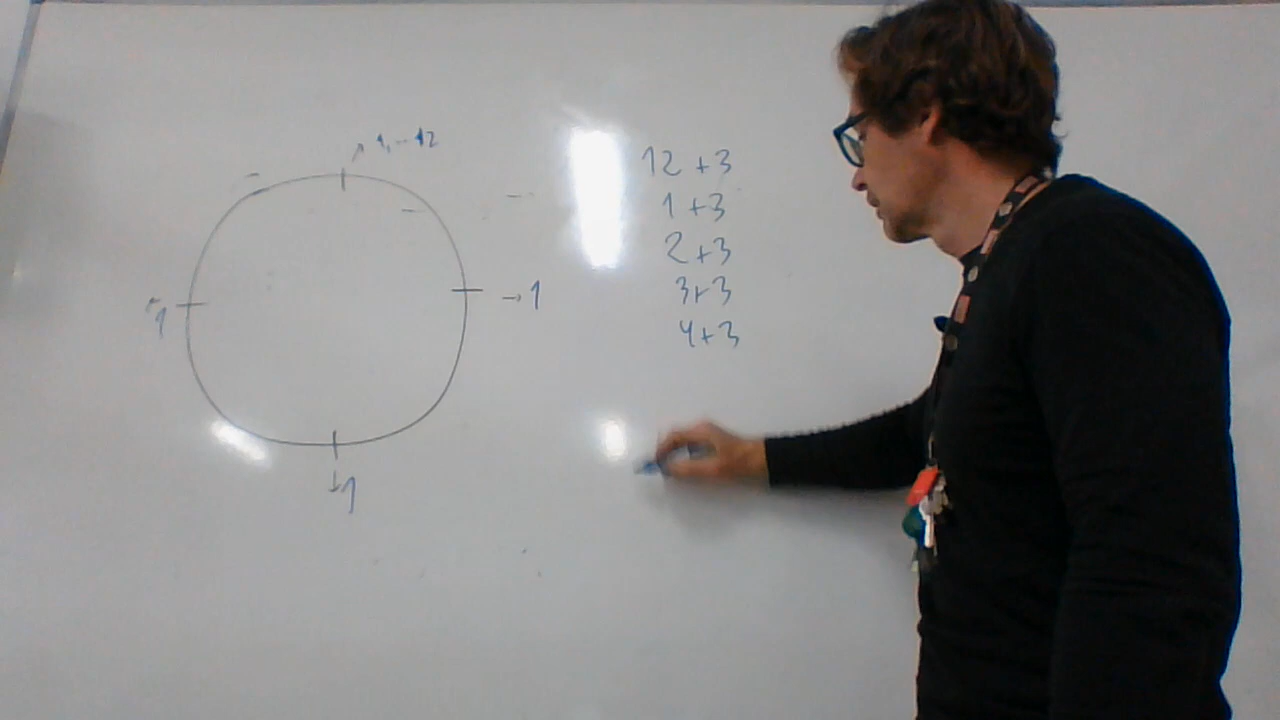 1, - 12
12 + 3
1 + 3
2 + 3
→ 1
3 + 3
1
4 + 3
↓ 1